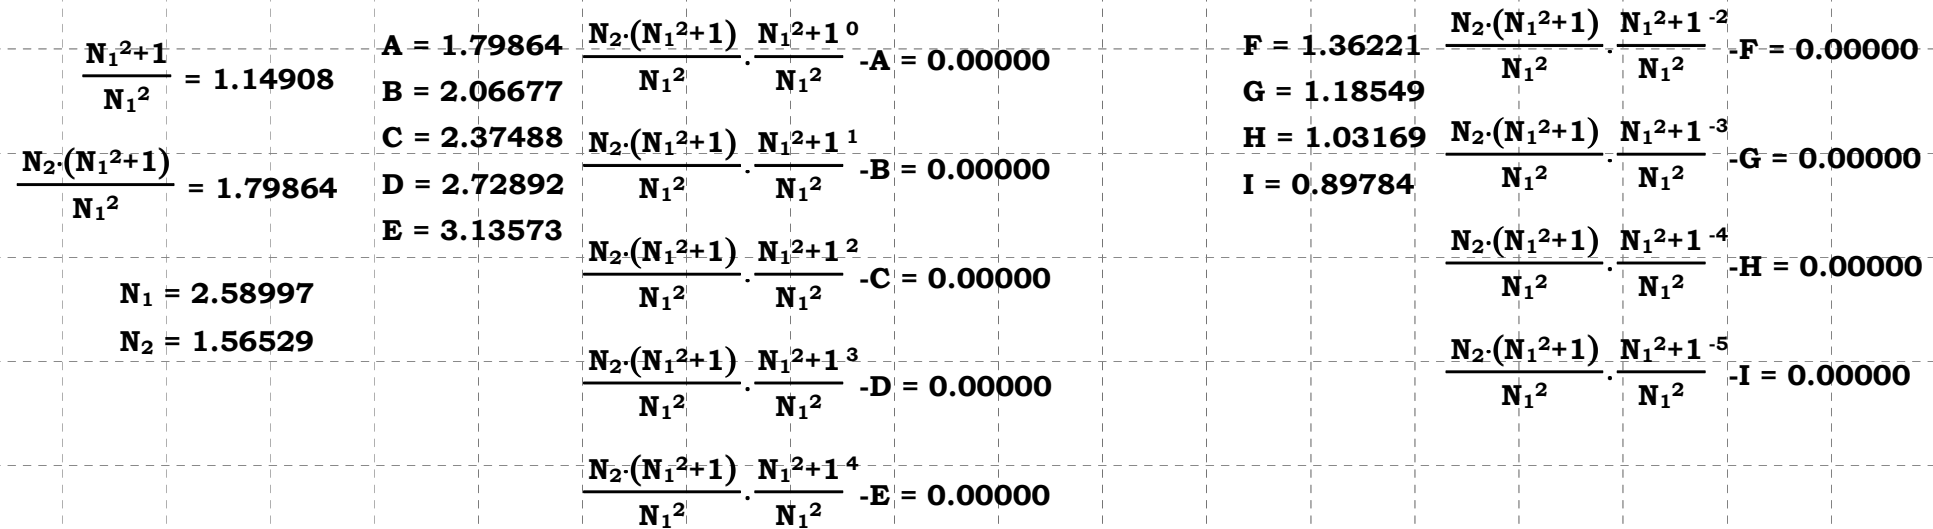 N₁²+1 / N₁² = 1.14908
N₂·(N₁²+1) / N₁² = 1.79864
N₁ = 2.58997
N₂ = 1.56529
A = 1.79864
B = 2.06677
C = 2.37488
D = 2.72892
E = 3.13573
N₂·(N₁²+1) / N₁² · N₁²+1 / N₁² ⁰ -A = 0.00000
N₂·(N₁²+1) / N₁² · N₁²+1 / N₁² ¹ -B = 0.00000
N₂·(N₁²+1) / N₁² · N₁²+1 / N₁² ² -C = 0.00000
N₂·(N₁²+1) / N₁² · N₁²+1 / N₁² ³ -D = 0.00000
N₂·(N₁²+1) / N₁² · N₁²+1 / N₁² ⁴ -E = 0.00000
F = 1.36221
G = 1.18549
H = 1.03169
I = 0.89784
N₂·(N₁²+1) / N₁² · N₁²+1 / N₁² ⁻² -F = 0.00000
N₂·(N₁²+1) / N₁² · N₁²+1 / N₁² ⁻³ -G = 0.00000
N₂·(N₁²+1) / N₁² · N₁²+1 / N₁² ⁻⁴ -H = 0.00000
N₂·(N₁²+1) / N₁² · N₁²+1 / N₁² ⁻⁵ -I = 0.00000